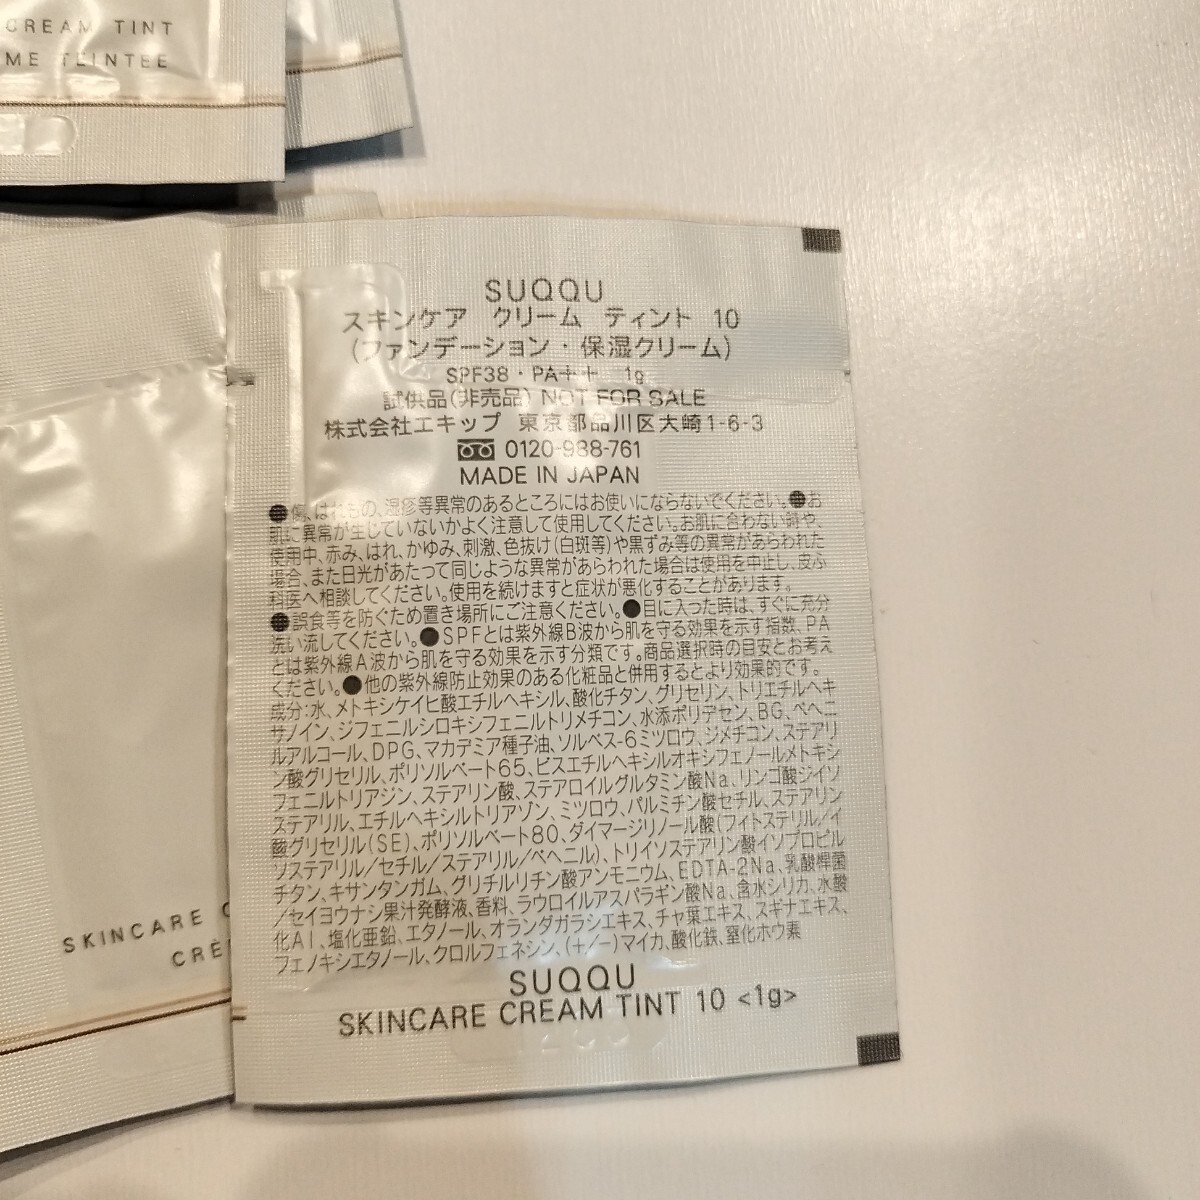 CREAM TINT
ME TEINTEE
SUQQU
スキンケア クリーム ティント 10
(ファンデーション・保湿クリーム)
SPF38・PA++ 1g
試供品(非売品) NOT FOR SALE
株式会社エキップ 東京都品川区大崎1-6-3
0120-988-761
MADE IN JAPAN
●傷、はれもの、湿疹等異常のあるところにはお使いにならないでください。●お
肌に異常が生じていないかよく注意して使用してください。お肌に合わない時や、
使用中、赤み、はれ、かゆみ、刺激、色抜け(白斑等)や黒ずみ等の異常があらわれた
場合、また日光があたって同じような異常があらわれた場合は使用を中止し、皮ふ
科医へ相談してください。使用を続けますと症状が悪化することがあります。
●誤食等を防ぐため置き場所にご注意ください。●目に入った時は、すぐに充分
洗い流してください。●SPFとは紫外線B波から肌を守る効果を示す指数、PA
とは紫外線A波から肌を守る効果を示す分類です。商品選択時の目安とお考え
ください。●他の紫外線防止効果のある化粧品と併用するとより効果的です。
成分:水、メトキシケイヒ酸エチルヘキシル、酸化チタン、グリセリン、トリエチルヘキ
サノイン、ジフェニルシロキシフェニルトリメチコン、水添ポリデセン、BG、ベヘニ
ルアルコール、DPG、マカデミア種子油、ソルベス-6ミツロウ、ジメチコン、ステアリ
ン酸グリセリル、ポリソルベート65、ビスエチルヘキシルオキシフェノールメトキシ
フェニルトリアジン、ステアリン酸、ステアロイルグルタミン酸Na、リンゴ酸ジイソ
ステアリル、エチルヘキシルトリアゾン、ミツロウ、パルミチン酸セチル、ステアリン
酸グリセリル(SE)、ポリソルベート80、ダイマージリノール酸(フィトステリル/イ
ソステアリル/セチル/ステアリル/ベヘニル)、トリイソステアリン酸イソプロピル
チタン、キサンタンガム、グリチルリチン酸アンモニウム、EDTA-2Na、乳酸桿菌
/セイヨウナシ果汁発酵液、香料、ラウロイルアスパラギン酸Na、含水シリカ、水酸
化Al、塩化亜鉛、エタノール、オランダガラシエキス、チャ葉エキス、スギナエキス、
フェノキシエタノール、クロルフェネシン、(+/-)マイカ、酸化鉄、窒化ホウ素
SUQQU
SKINCARE CREAM TINT 10 <1g>
SKINCARE C
CRÈ